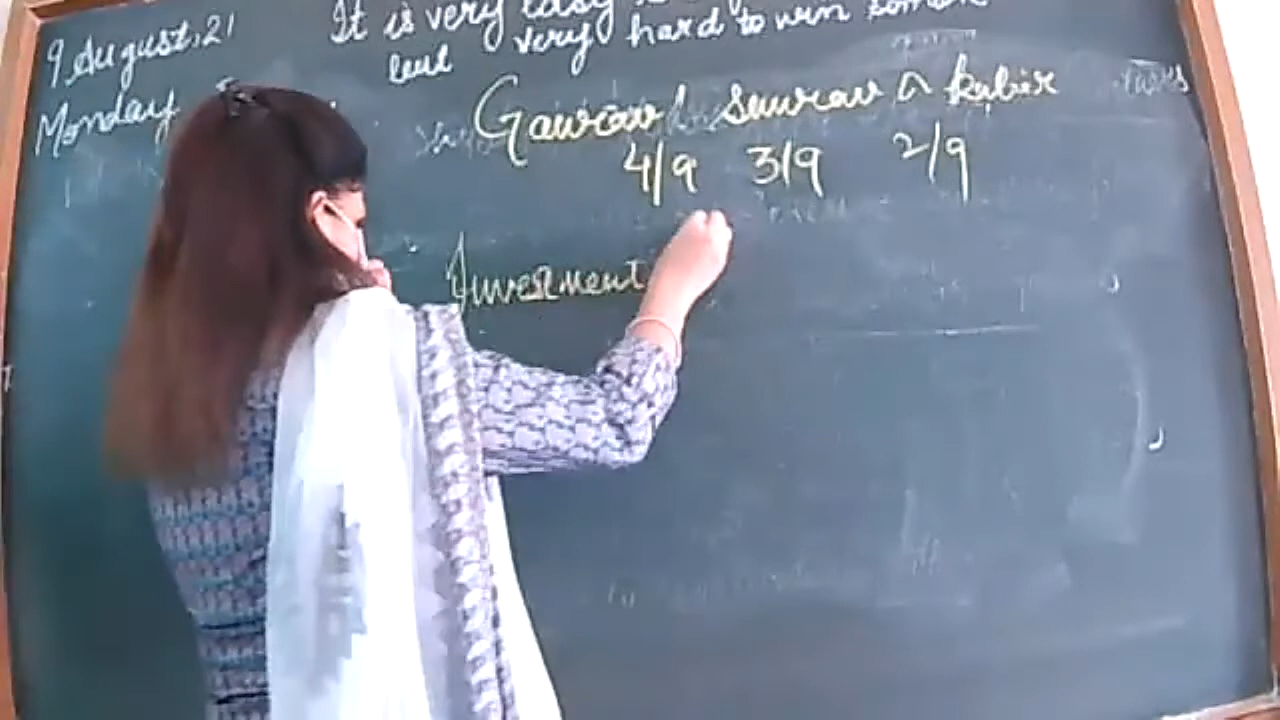 9 August, 21
Monday
It is very easy
but very hard to win
Gaurav, Saurav & Kabir
4/9 3/9 2/9
Investment